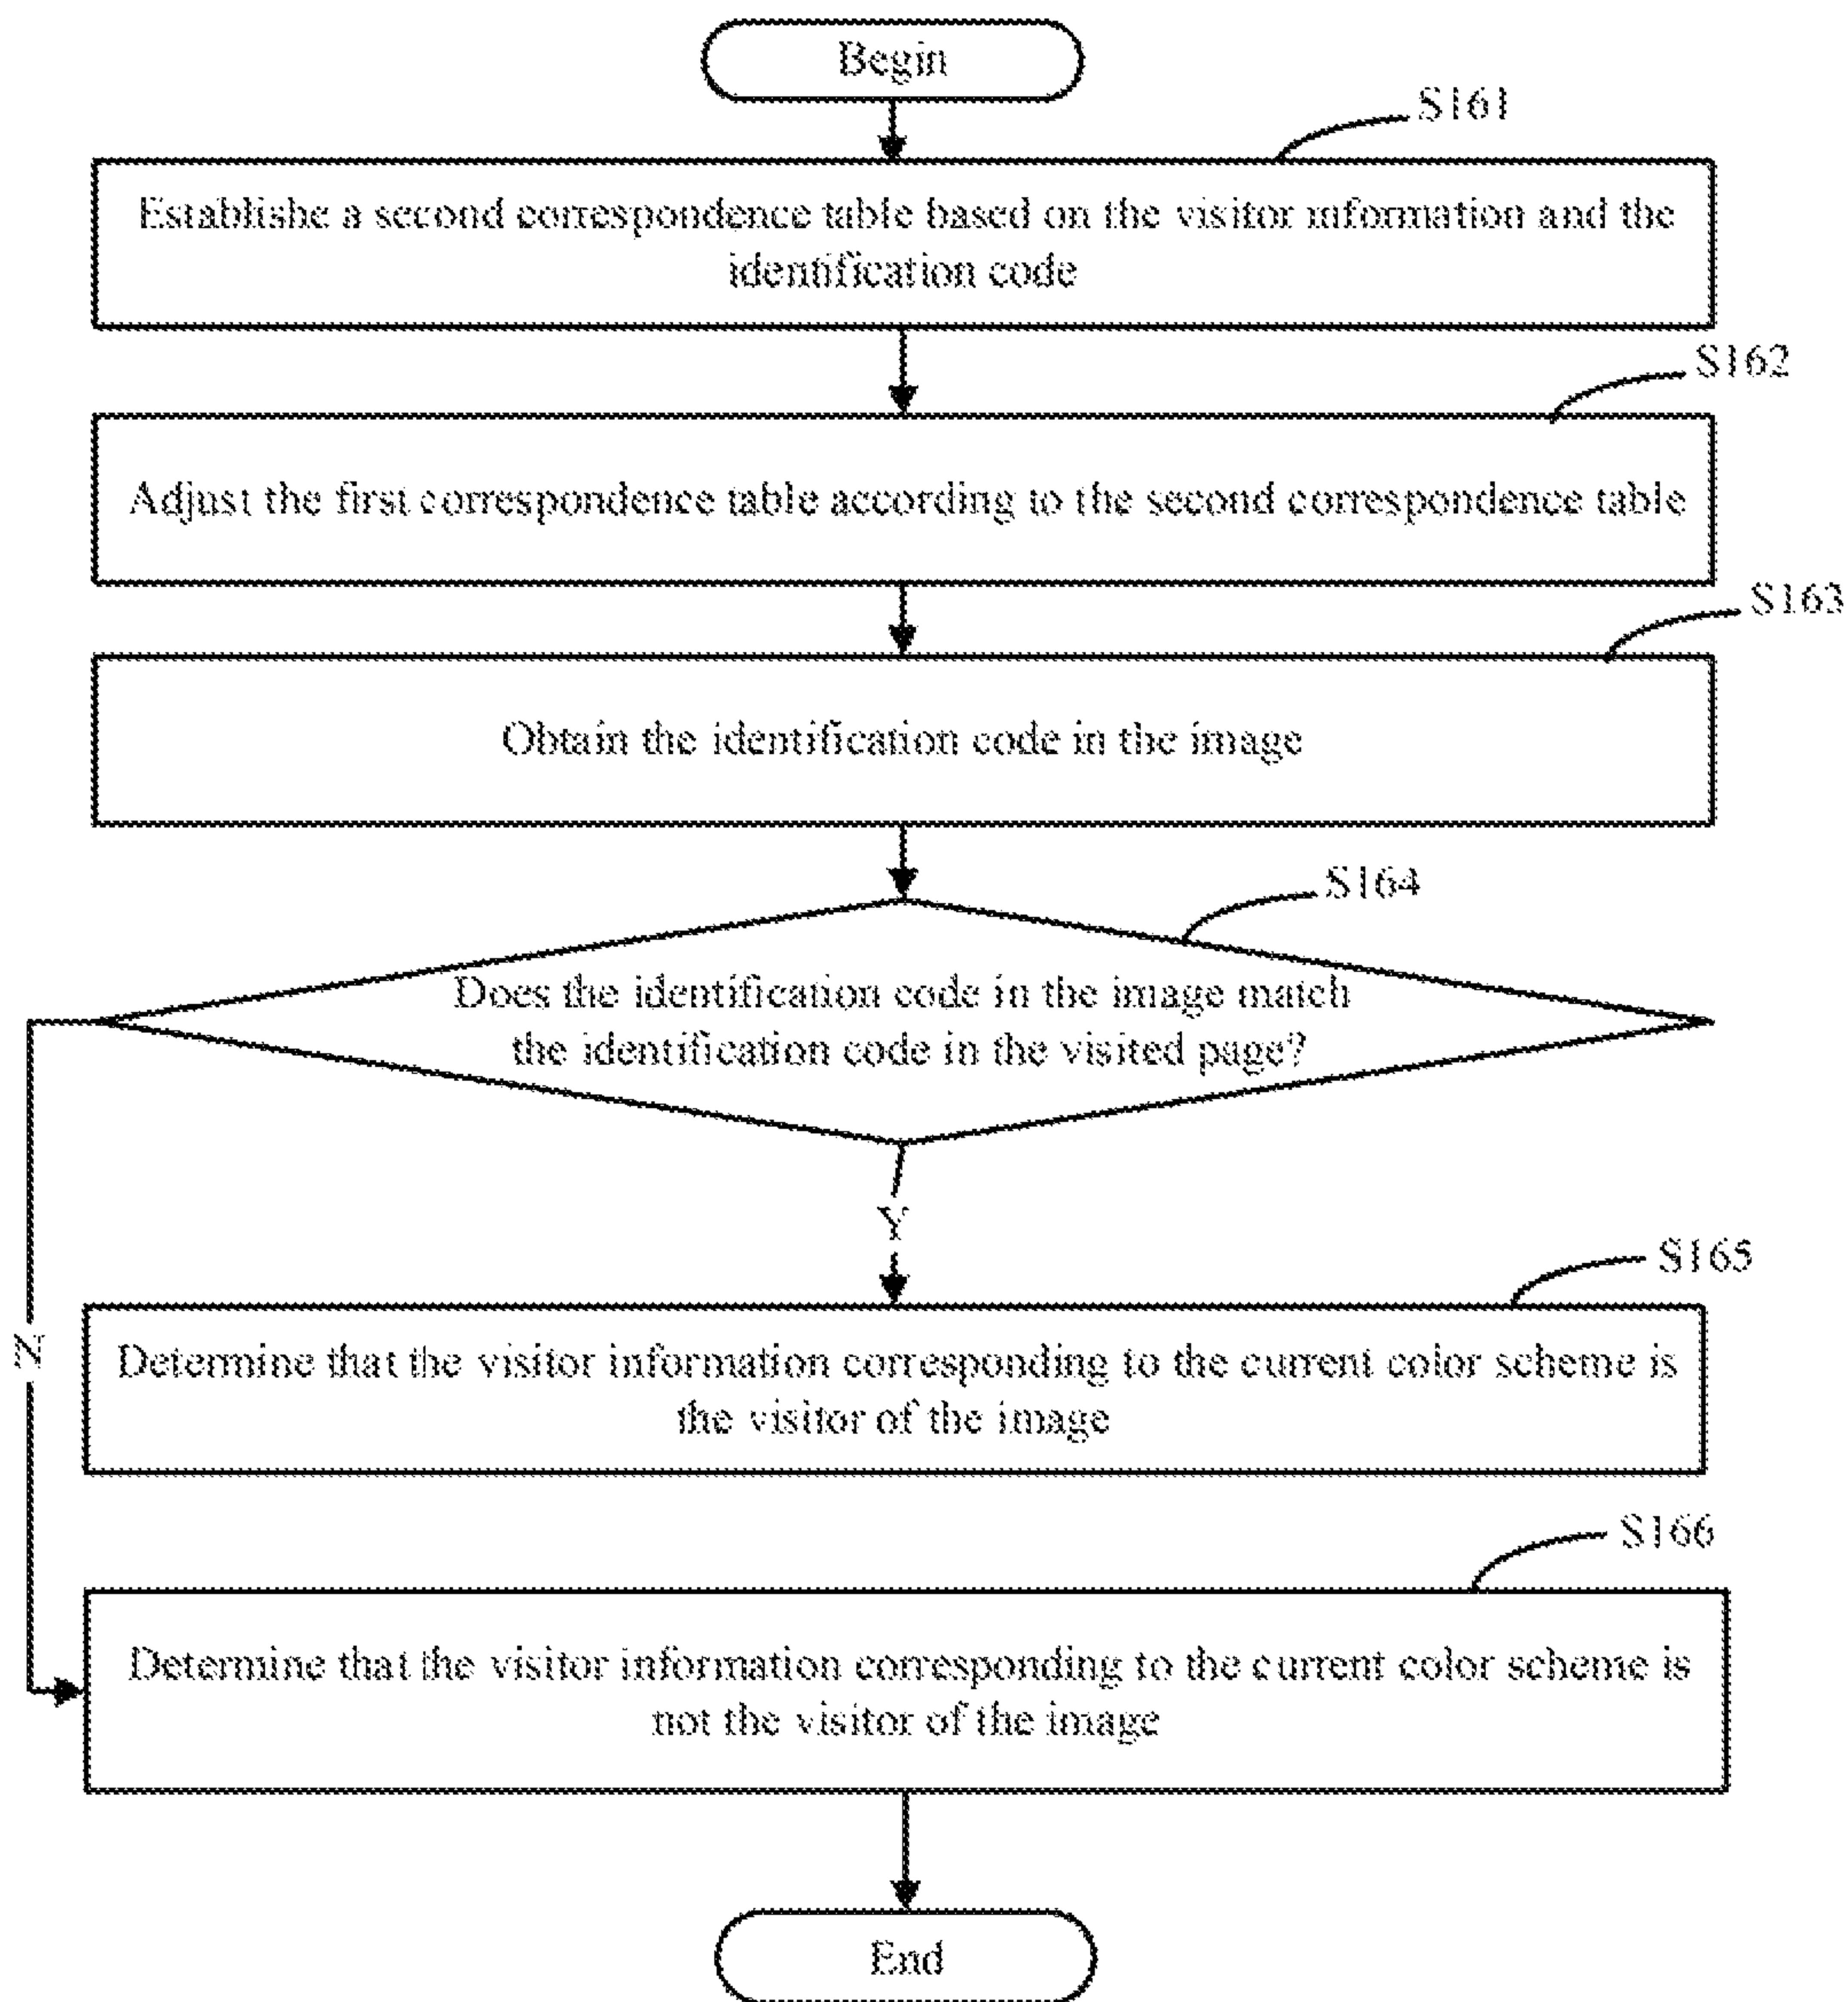 Begin
S161
Establishe a second correspondence table based on the visitor information and the
identification code
S162
Adjust the first correspondence table according to the second correspondence table
S163
Obtain the identification code in the image
S164
Does the identification code in the image match
the identification code in the visited page?
Y
S165
N
Determine that the visitor information corresponding to the current color scheme is
the visitor of the image
S166
Determine that the visitor information corresponding to the current color scheme is
not the visitor of the image
End